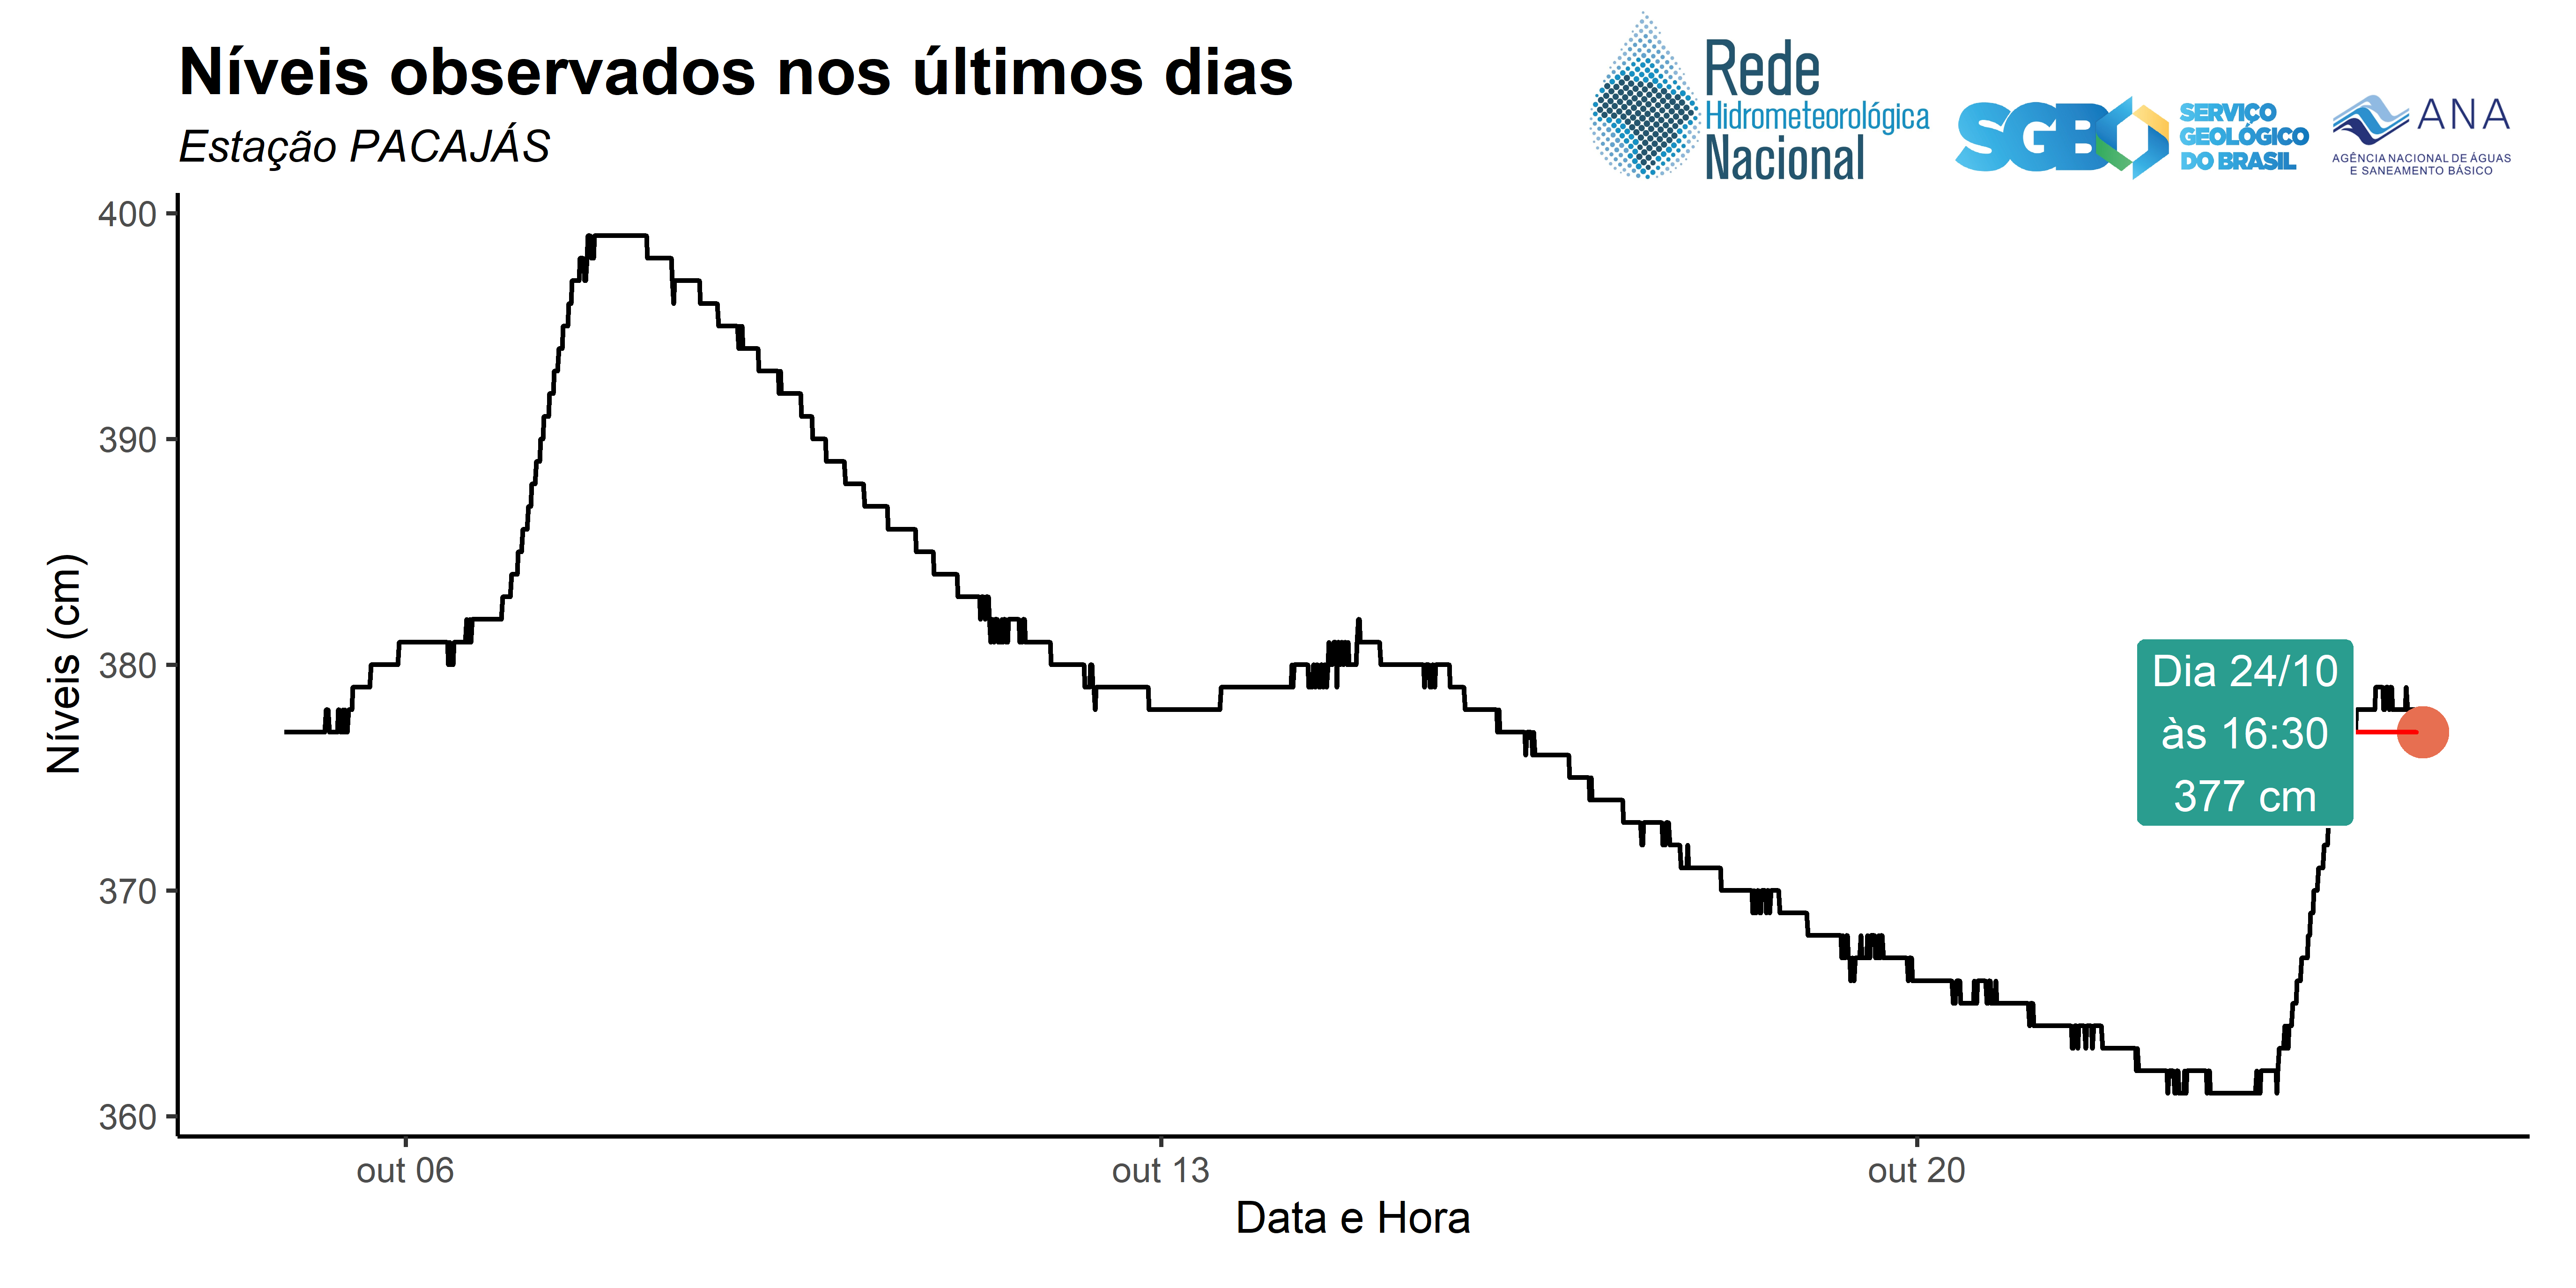 Níveis observados nos últimos dias
Estação PACAJÁS
Rede
Hidrometeorológica
Nacional
SGB
SERVIÇO
GEOLÓGICO
DO BRASIL
ANA
AGÊNCIA NACIONAL DE ÁGUAS
E SANEAMENTO BÁSICO
Níveis (cm)
400
390
380
370
360
Dia 24/10
às 16:30
377 cm
out 06
out 13
out 20
Data e Hora